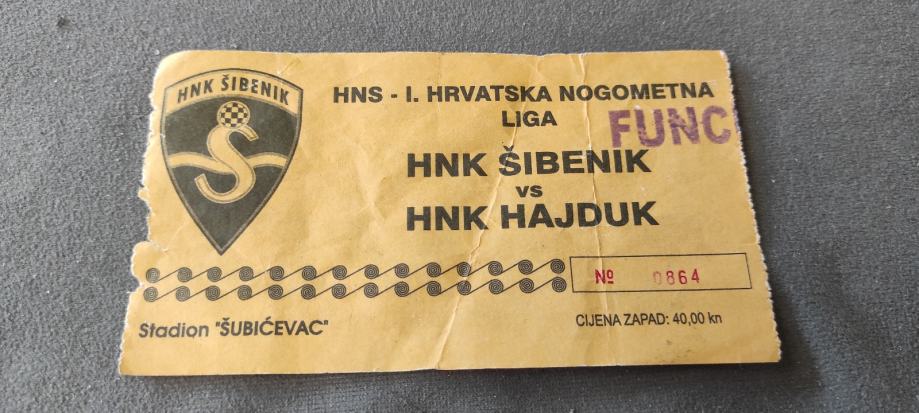 HNK ŠIBENIK
HNS - I. HRVATSKA NOGOMETNA
LIGA
FUNC
HNK ŠIBENIK
vs
HNK HAJDUK
№ 0864
Stadion "ŠUBIĆEVAC"
CIJENA ZAPAD: 40,00 kn